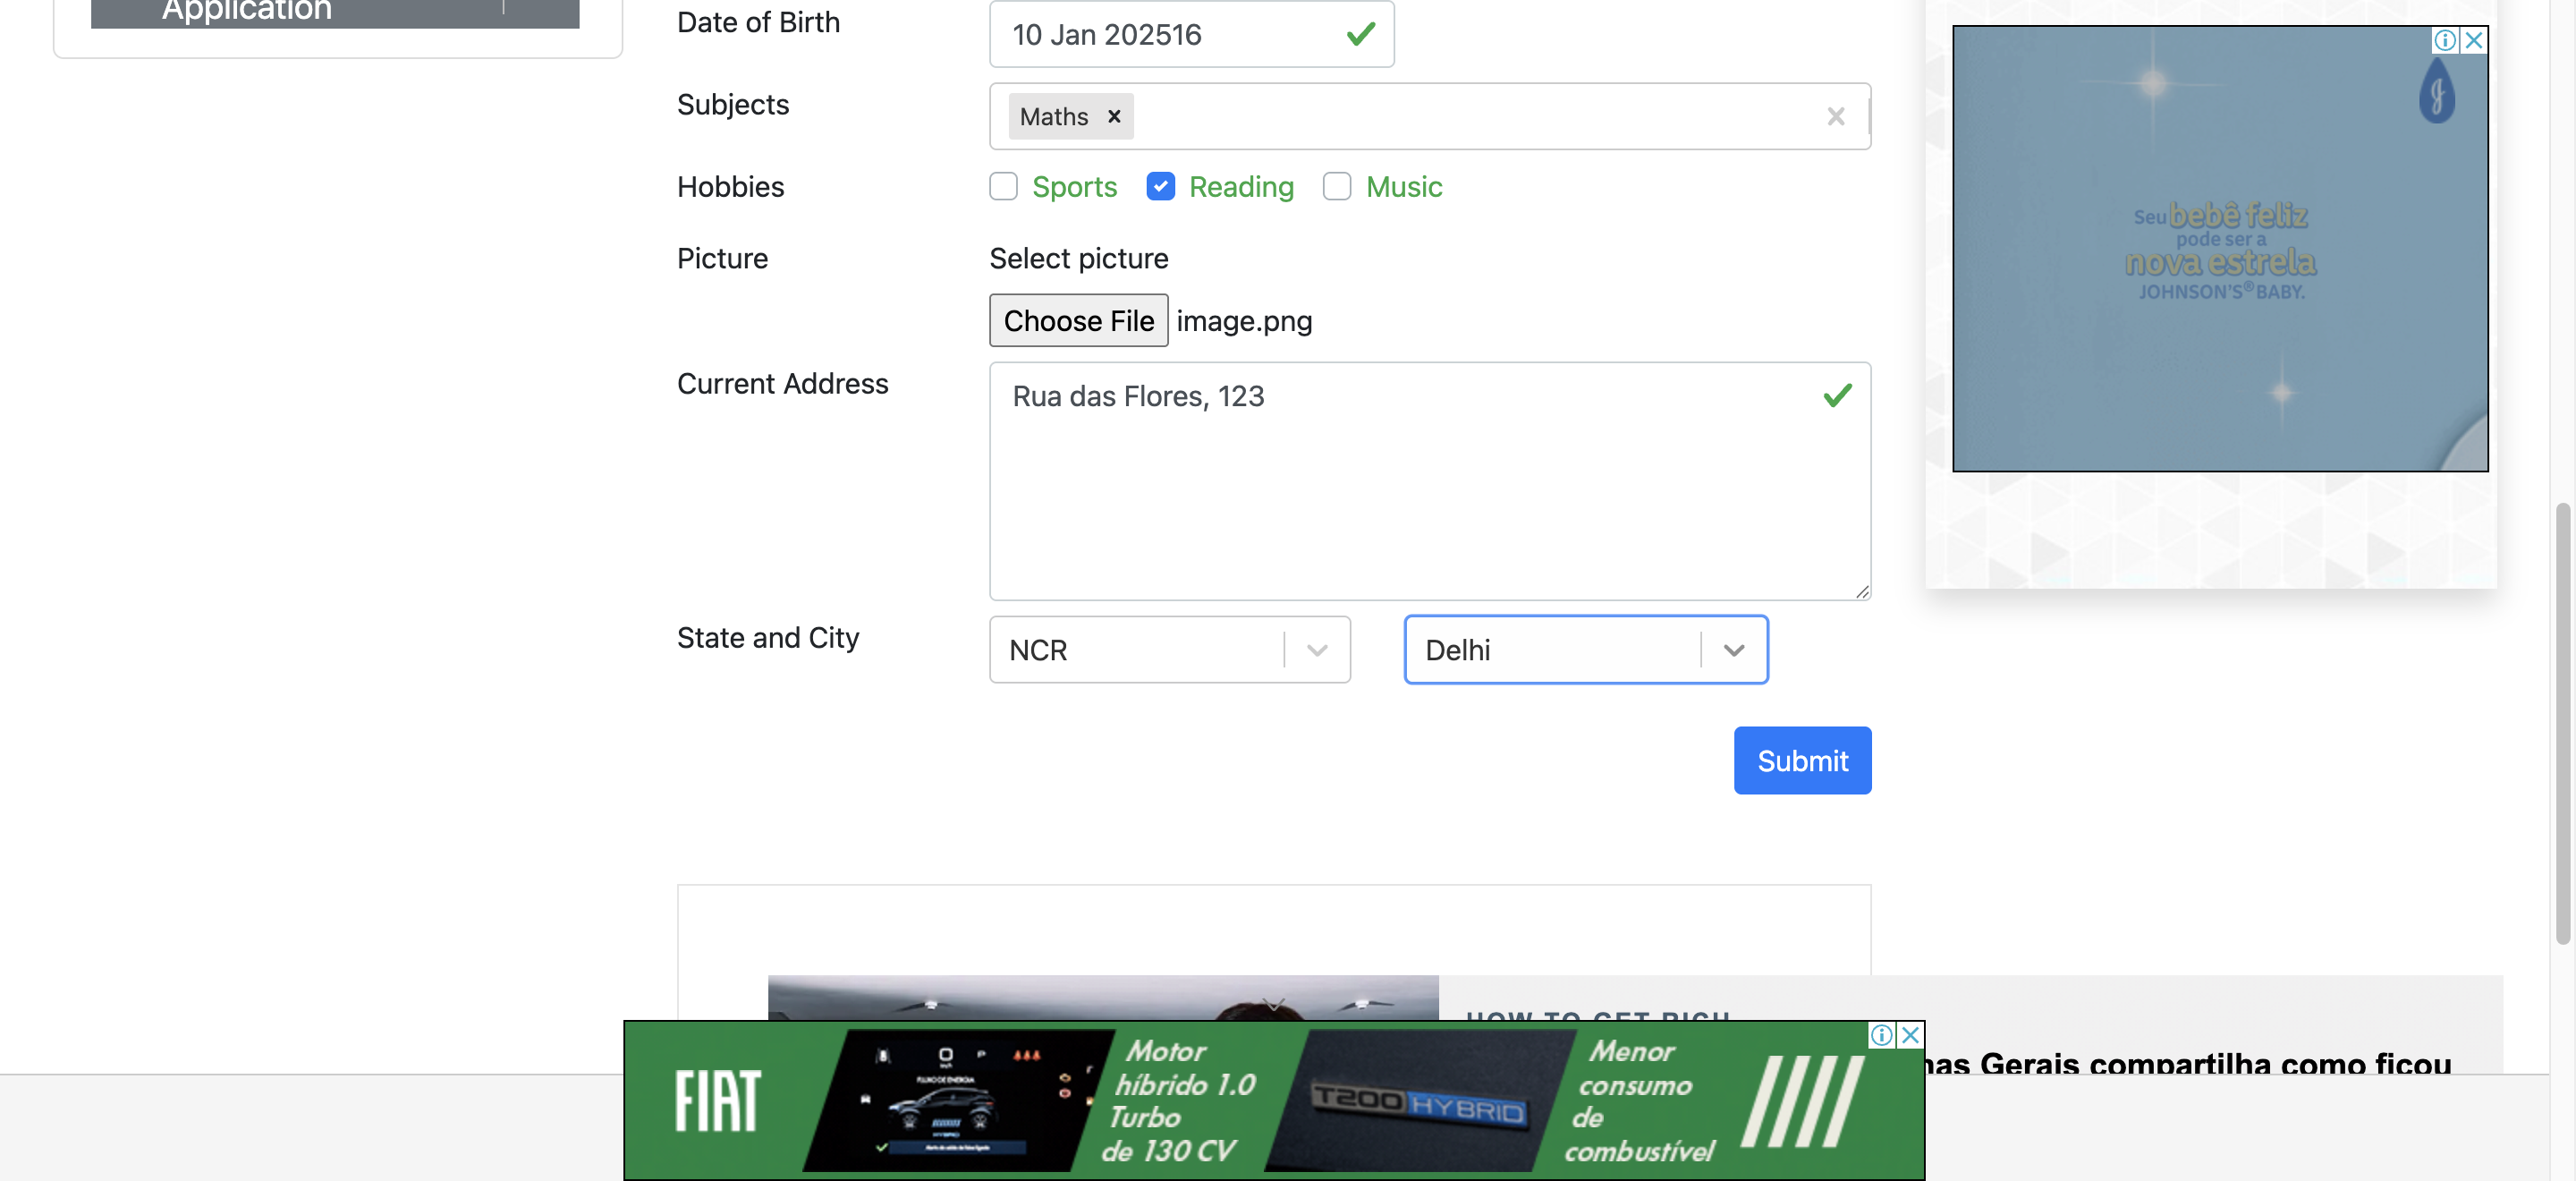 Application
Date of Birth
10 Jan 202516
Subjects
Maths
Hobbies
Sports
Reading
Music
Picture
Select picture
Choose File image.png
Current Address
Rua das Flores, 123
State and City
NCR
Delhi
Submit
Seu bebê feliz
pode ser a
nova estrela
JOHNSON'S® BABY.
HOW TO GET RICH
nas Gerais compartilha como ficou
FIAT
Motor
híbrido 1.0
Turbo
de 130 CV
T200 HYBRID
Menor
consumo
de
combustível